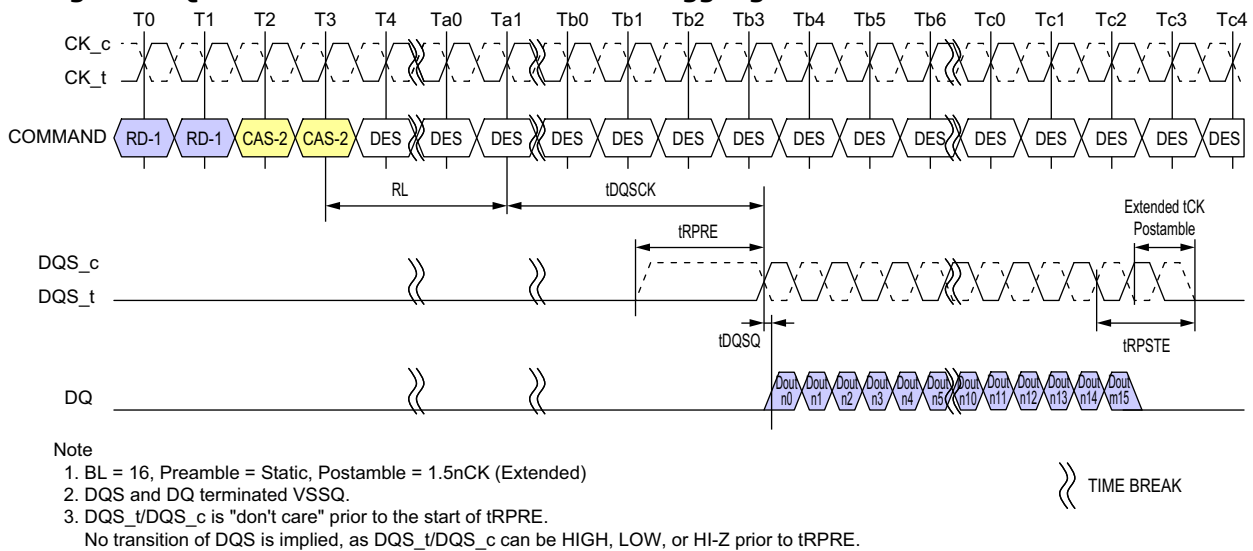 T0 T1 T2 T3 T4 Ta0 Ta1 Tb0 Tb1 Tb2 Tb3 Tb4 Tb5 Tb6 Tc0 Tc1 Tc2 Tc3 Tc4
CK_c
CK_t
COMMAND RD-1 RD-1 CAS-2 CAS-2 DES DES DES DES DES DES DES DES DES DES DES DES DES DES DES
RL tDQSCK
Extended tCK
Postamble
tRPRE
DQS_c
DQS_t
tDQSQ
tRPSTE
DQ
Dout Dout Dout Dout Dout Dout Dout Dout Dout Dout Dout Dout
n0 n1 n2 n3 n4 n5 n10 n11 n12 n13 n14 m15
Note
1. BL = 16, Preamble = Static, Postamble = 1.5nCK (Extended)
2. DQS and DQ terminated VSSQ.
3. DQS_t/DQS_c is "don't care" prior to the start of tRPRE.
No transition of DQS is implied, as DQS_t/DQS_c can be HIGH, LOW, or HI-Z prior to tRPRE.
TIME BREAK